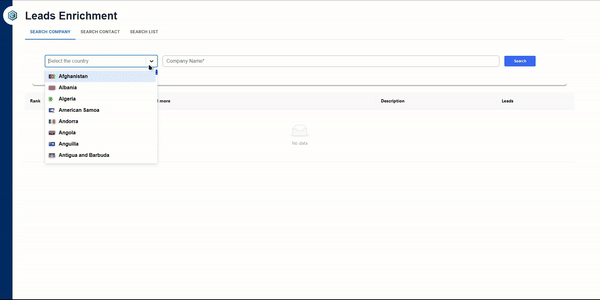 Leads Enrichment
SEARCH COMPANY SEARCH CONTACT SEARCH LIST
Select the country Company Name* Search
Afghanistan
Albania
Algeria
American Samoa
Andorra
Angola
Anguilla
Antigua and Barbuda
Rank more Description Leads
No data